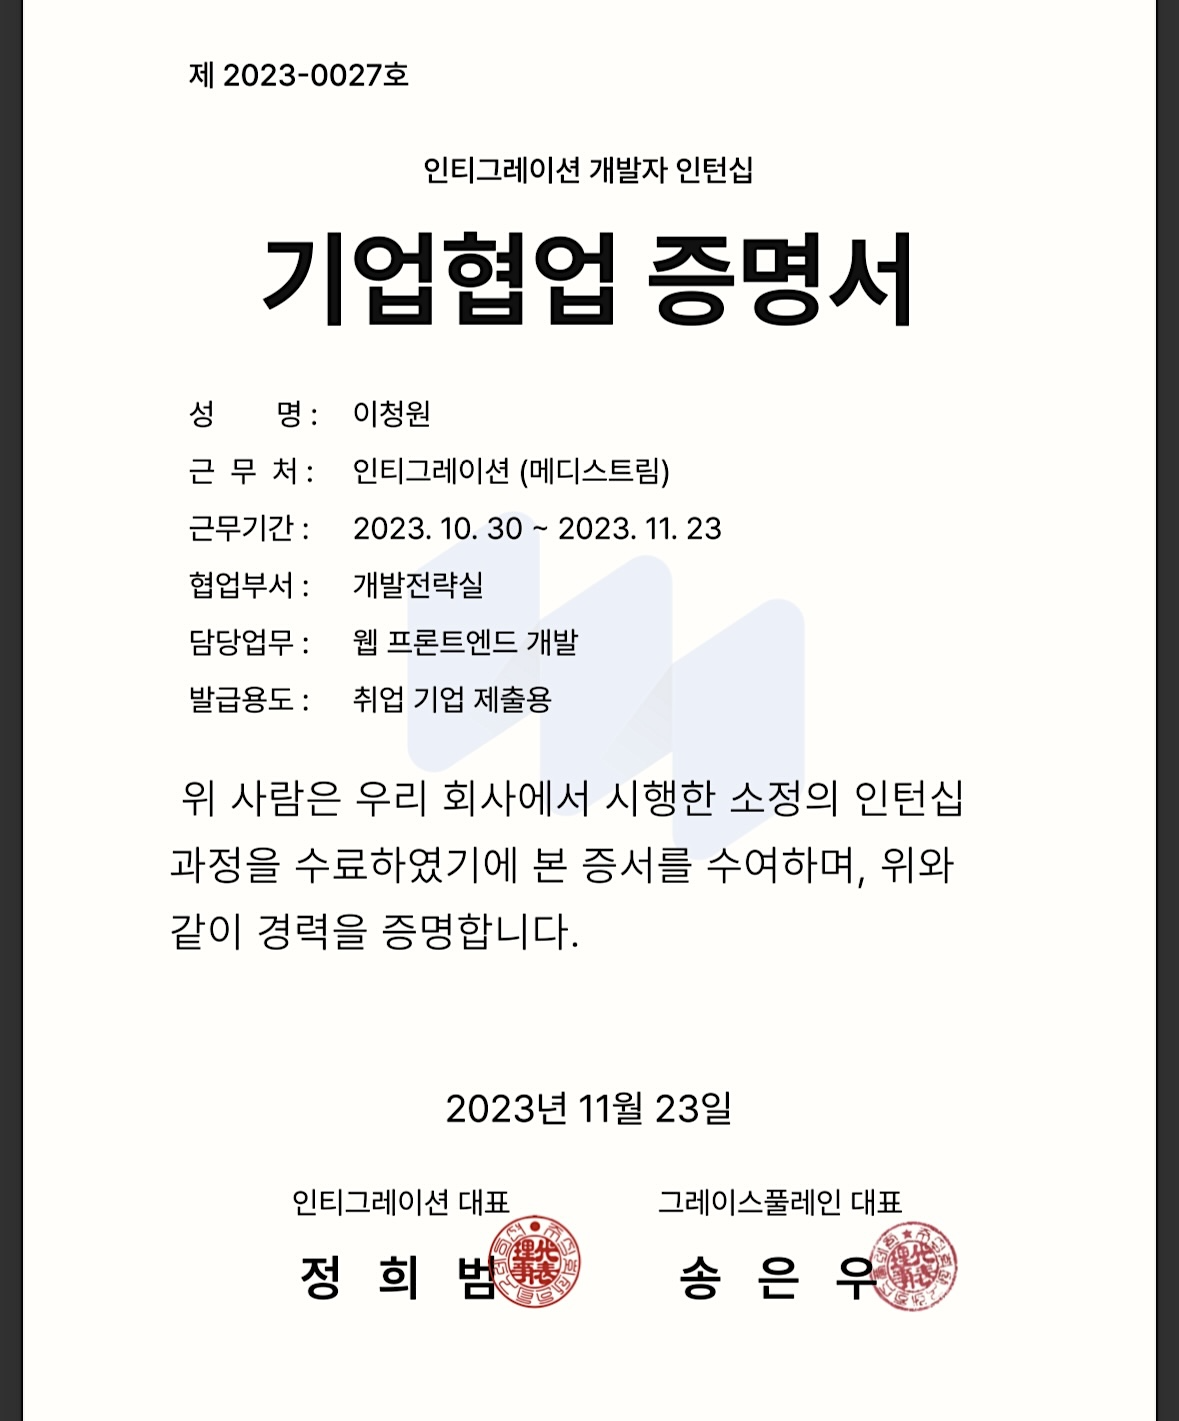 제 2023-0027호
인티그레이션 개발자 인턴십
기업협업 증명서
성 명 : 이청원
근 무 처 : 인티그레이션 (메디스트림)
근무기간 : 2023. 10. 30 ~ 2023. 11. 23
협업부서 : 개발전략실
담당업무 : 웹 프론트엔드 개발
발급용도 : 취업 기업 제출용
위 사람은 우리 회사에서 시행한 소정의 인턴십
과정을 수료하였기에 본 증서를 수여하며, 위와
같이 경력을 증명합니다.
2023년 11월 23일
인티그레이션 대표 그레이스풀레인 대표
정 희 범 송 은 우